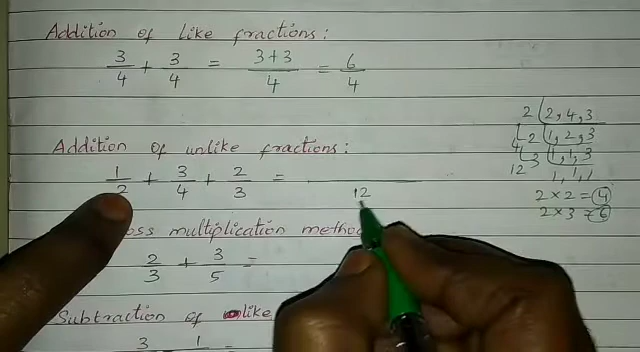 Addition of like fractions:
3/4 + 3/4 = 3+3/4 = 6/4
Addition of unlike fractions:
1/2 + 3/4 + 2/3 = /12
2 | 2, 4, 3
2 | 1, 2, 3
3 | 1, 1, 3
1, 1, 1
4
12
2 × 2 = 4
2 × 3 = 6
multiplication
2/3 + 3/5 =
Subtraction of like
3 1 =